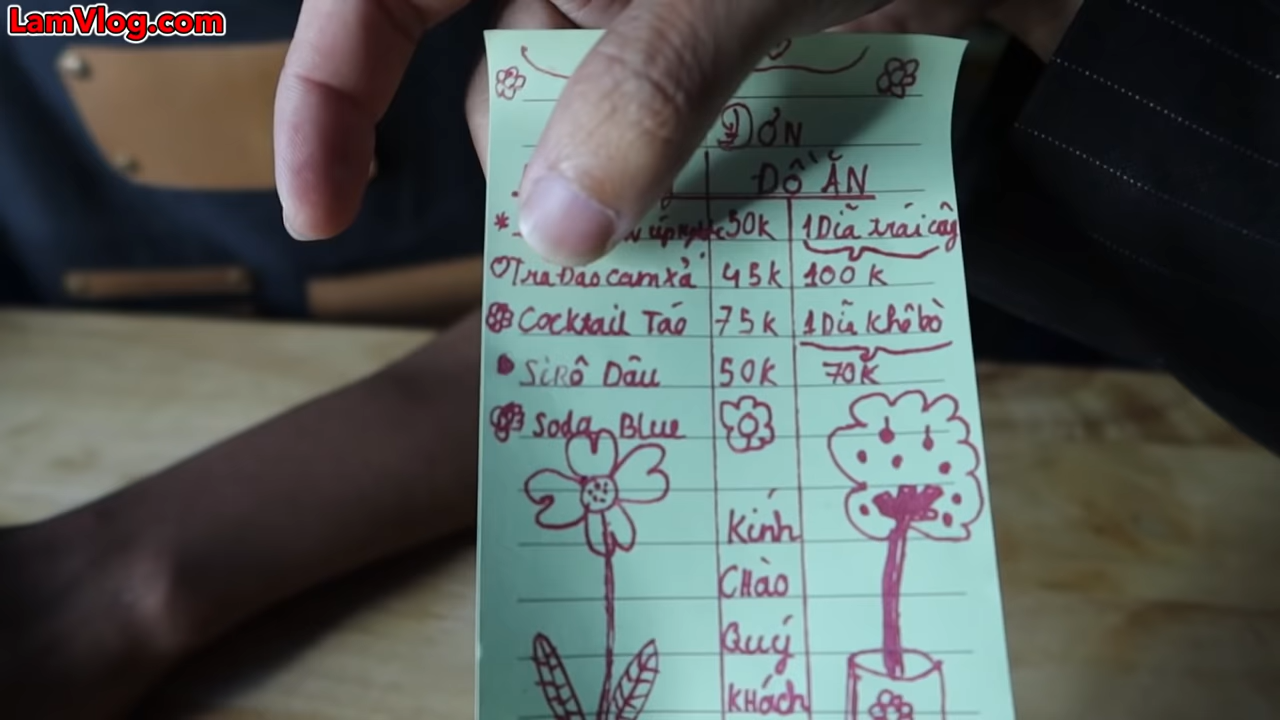 LamVlog.com
ĐƠN
ĐỒ ĂN
50K 1 Dĩa trái cây
Trà Đào cam xả 45K 100K
Cocktail Táo 75K 1 Dĩa khô bò
SiRô Dâu 50K 70K
Soda Blue
Kính
CHào
Quý
KHách